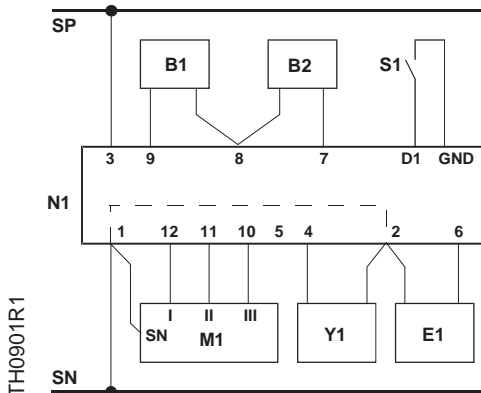 SP
B1 B2 S1
3 9 8 7 D1 GND
N1
1 12 11 10 5 4 2 6
I II III
SN M1 Y1 E1
SN
TH0901R1